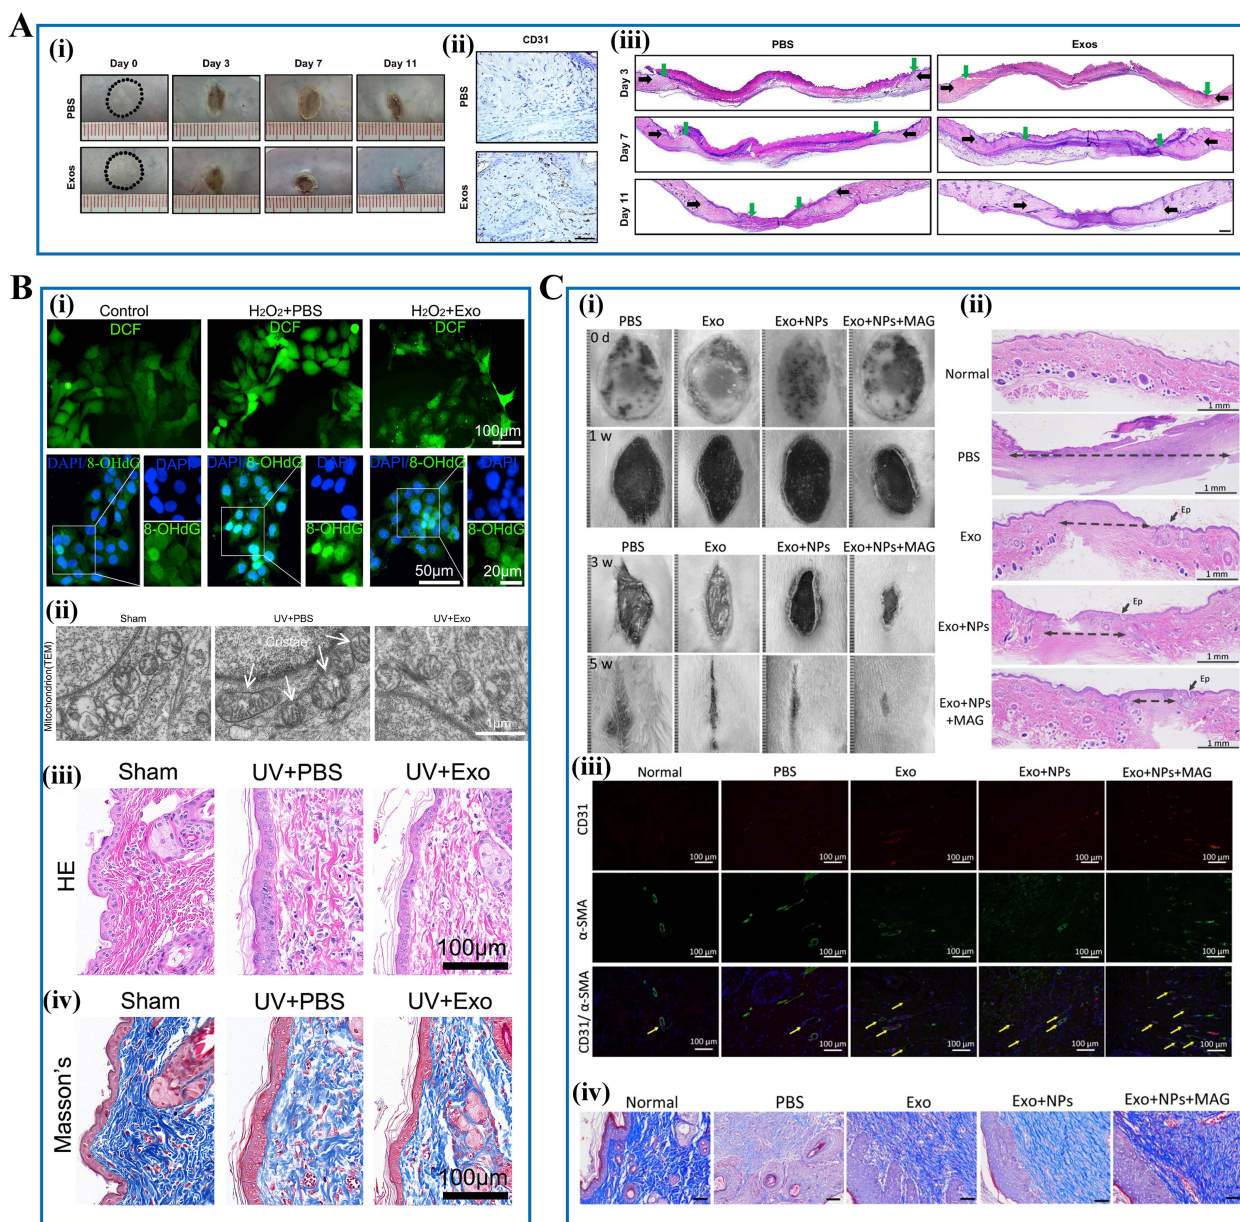 A
(i)
Day 0 Day 3 Day 7 Day 11
PBS
Exos
(ii)
CD31
PBS
Exos
(iii)
PBS Exos
Day 3
Day 7
Day 11
B
(i)
Control H₂O₂+PBS H₂O₂+Exo
DCF DCF DCF
100μm
DAPI/8-OHdG DAPI DAPI/8-OHdG DAPI DAPI/8-OHdG DAPI
8-OHdG 8-OHdG 8-OHdG
50μm 20μm
(ii)
Sham UV+PBS UV+Exo
Mitochondrion(TEM)
Cristae
1μm
(iii)
Sham UV+PBS UV+Exo
HE
100μm
(iv)
Sham UV+PBS UV+Exo
Masson's
100μm
C
(i)
PBS Exo Exo+NPs Exo+NPs+MAG
0 d
1 w
PBS Exo Exo+NPs Exo+NPs+MAG
3 w
5 w
(ii)
Normal
1 mm
PBS
1 mm
Exo
Ep
1 mm
Exo+NPs
Ep
1 mm
Exo+NPs
+MAG
Ep
1 mm
(iii)
Normal PBS Exo Exo+NPs Exo+NPs+MAG
CD31
100 μm 100 μm 100 μm 100 μm 100 μm
α-SMA
100 μm 100 μm 100 μm 100 μm 100 μm
CD31/ α-SMA
100 μm 100 μm 100 μm 100 μm 100 μm
(iv)
Normal PBS Exo Exo+NPs Exo+NPs+MAG